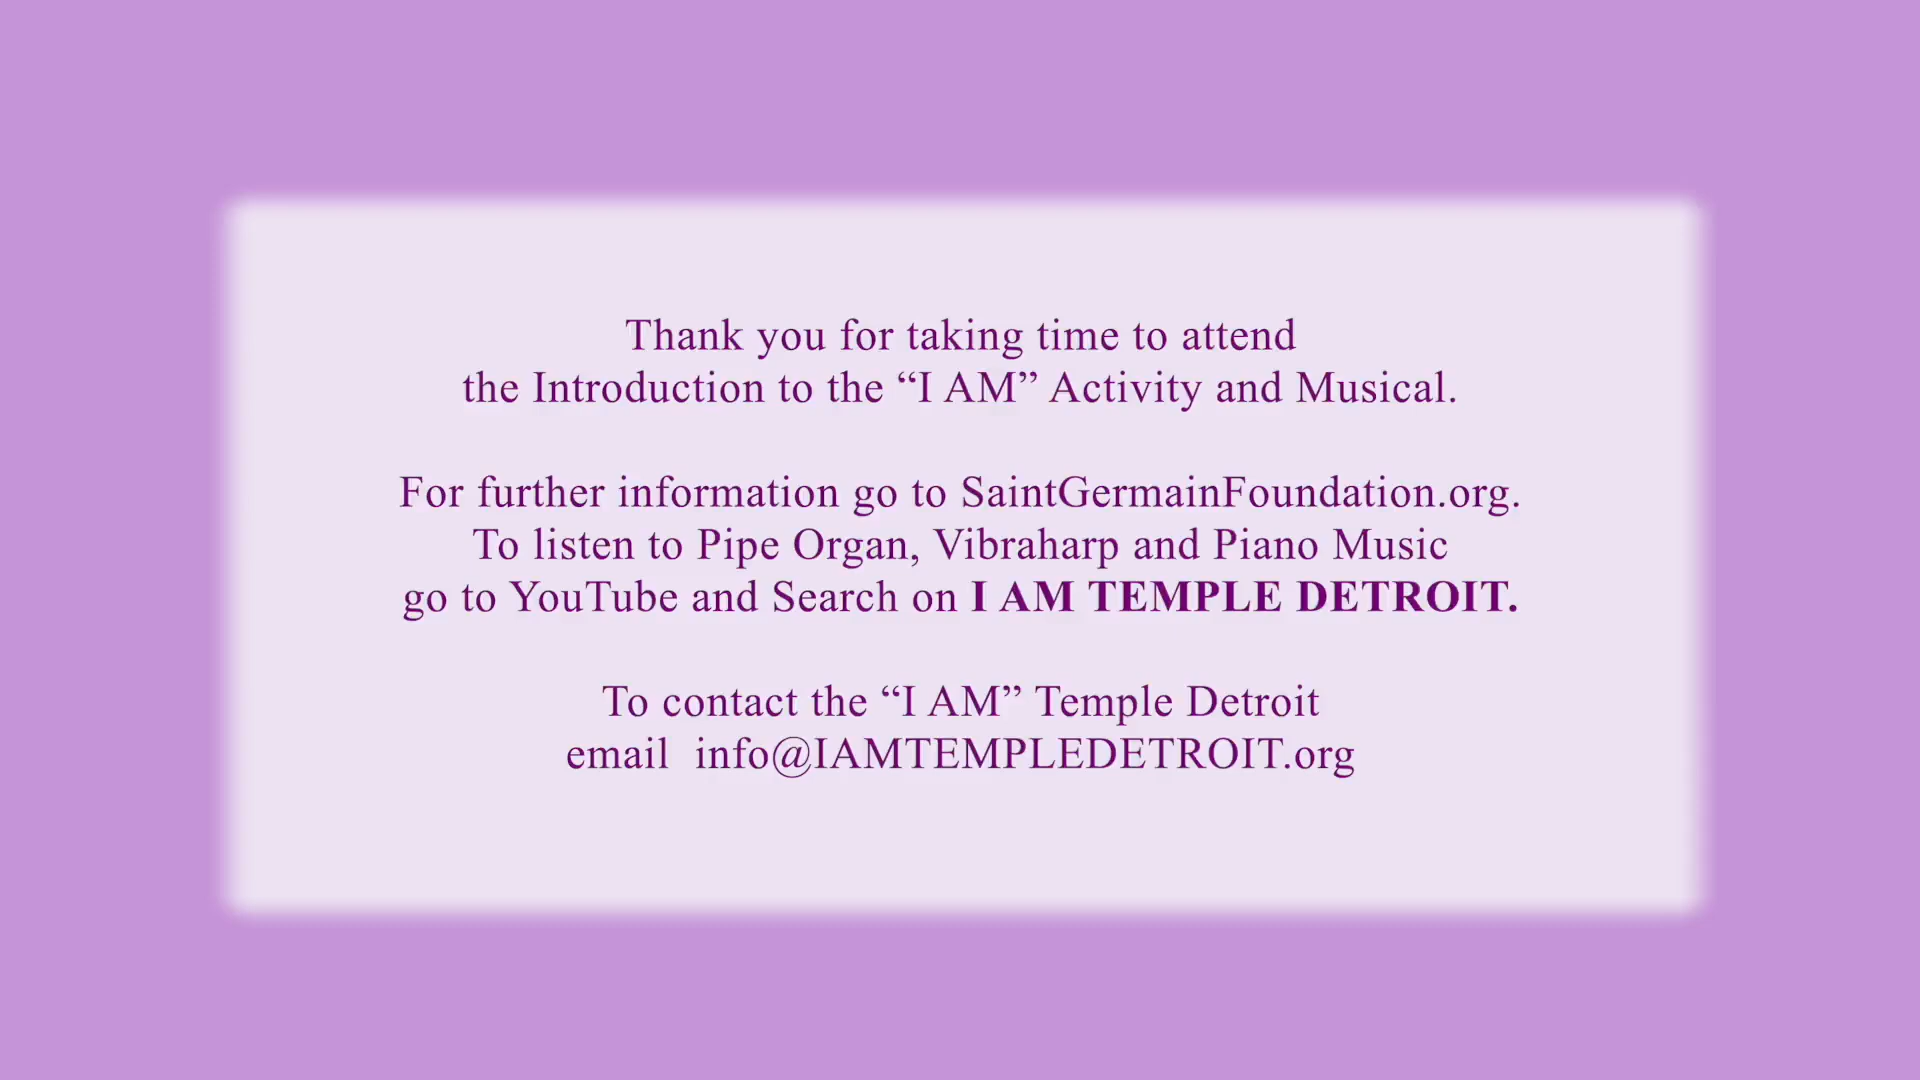 Thank you for taking time to attend
the Introduction to the “I AM” Activity and Musical.
For further information go to SaintGermainFoundation.org.
To listen to Pipe Organ, Vibraharp and Piano Music
go to YouTube and Search on I AM TEMPLE DETROIT.
To contact the “I AM” Temple Detroit
email info@IAMTEMPLEDETROIT.org